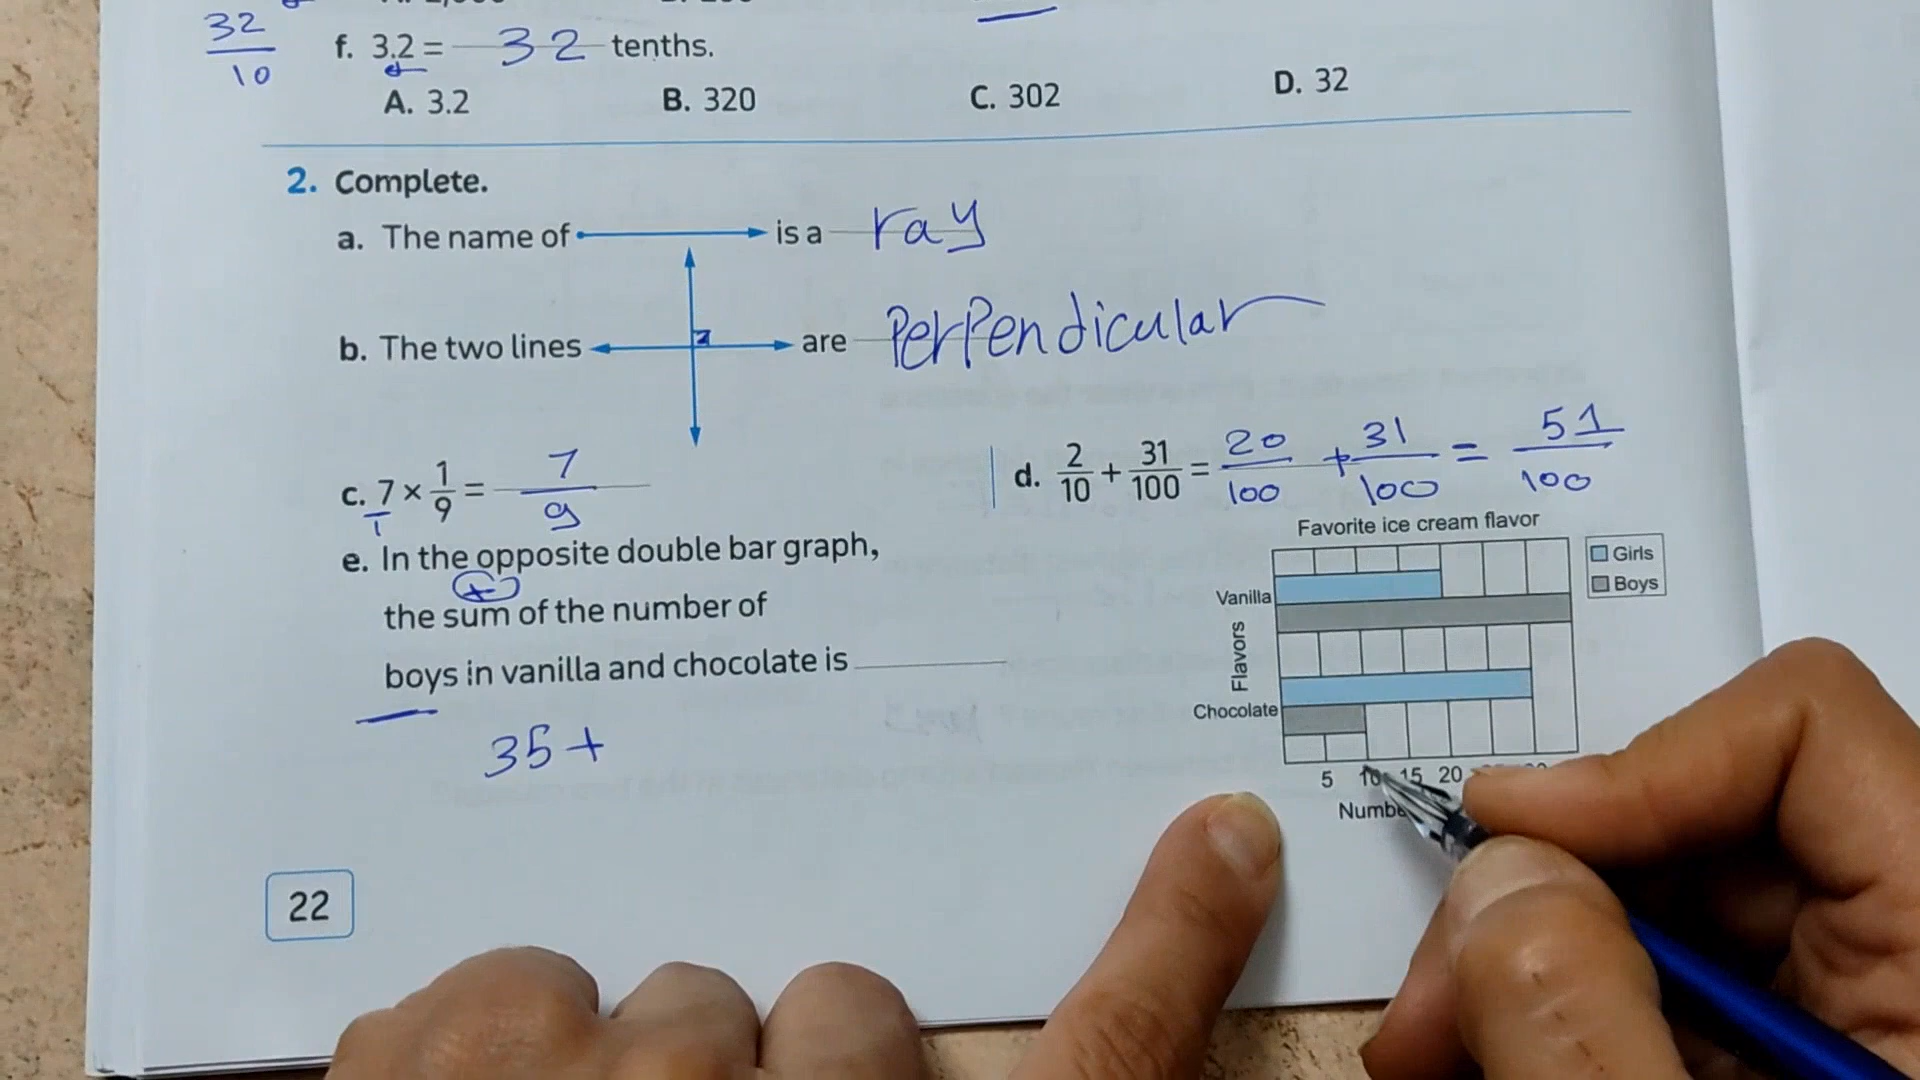 32
10
f. 3.2 = 32 tenths.
A. 3.2 B. 320 C. 302 D. 32
2. Complete.
a. The name of is a ray
b. The two lines are PerPendicular
c. 7 × 1/9 = 7/9
1
d. 2/10 + 31/100 = 20/100 + 31/100 = 51/100
e. In the opposite double bar graph,
+
the sum of the number of
boys in vanilla and chocolate is
35 +
Favorite ice cream flavor
Girls
Boys
Vanilla
Flavors
Chocolate
5 10 15 20
22